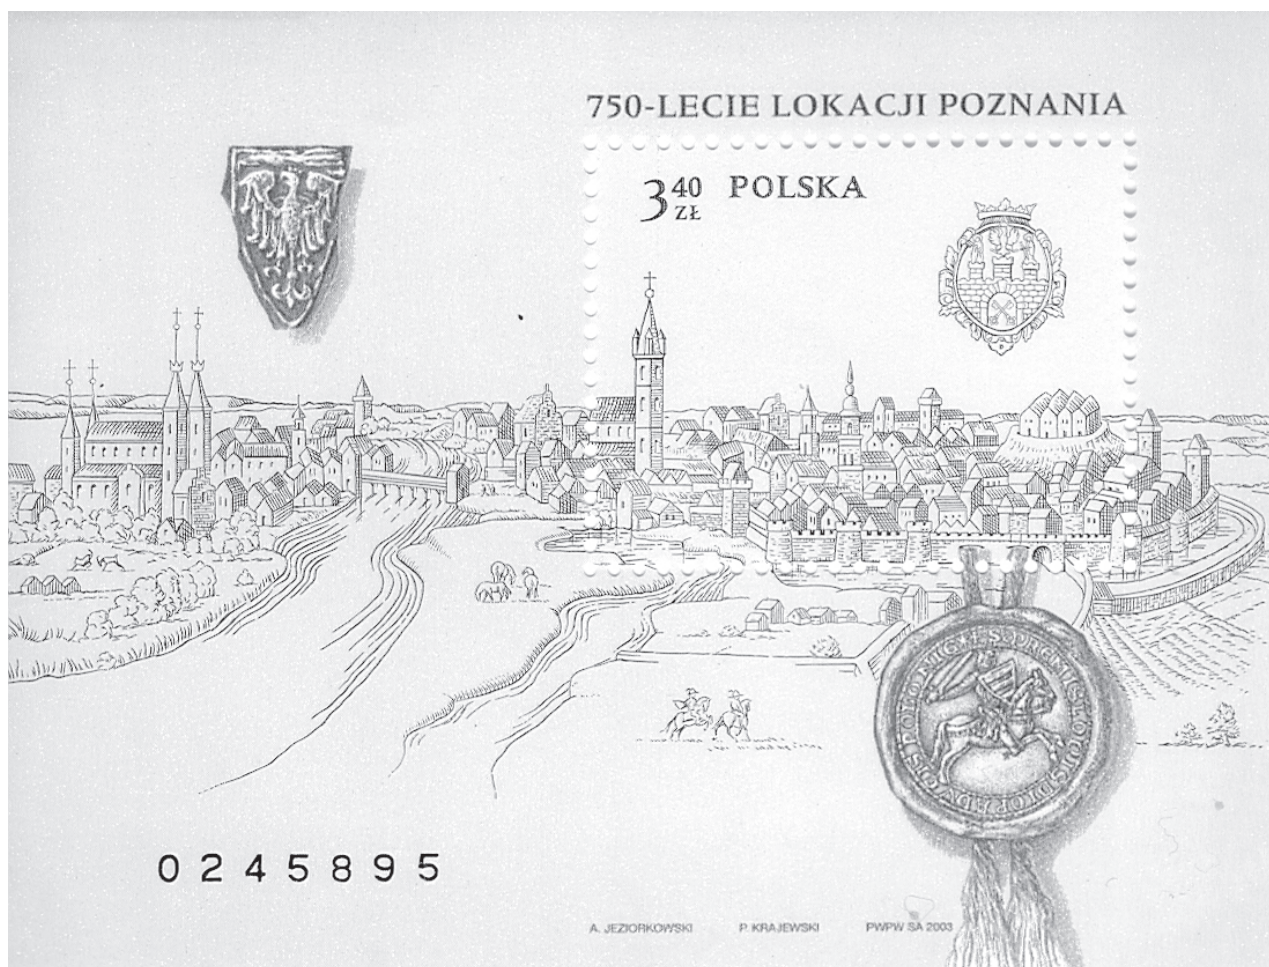 750-LECIE LOKACJI POZNANIA
3 40 ZŁ POLSKA
0245895
A. JEZIORKOWSKI P. KRAJEWSKI PWPW SA 2003